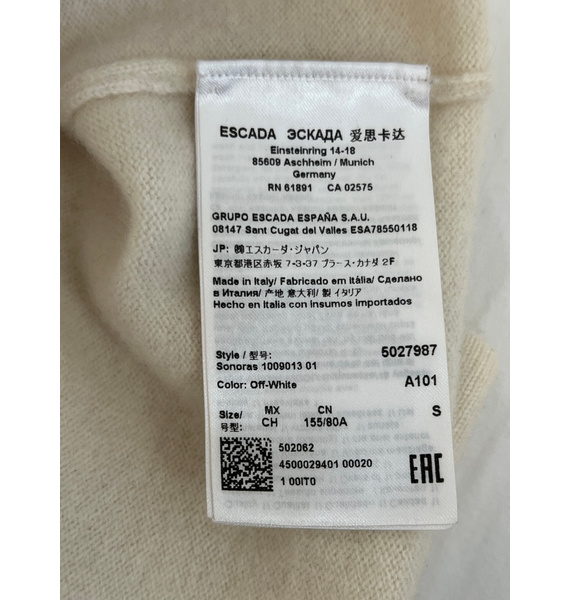 ESCADA ЭСКАДА 爱思卡达
Einsteinring 14-18
85609 Aschheim / Munich
Germany
RN 61891 CA 02575
GRUPO ESCADA ESPAÑA S.A.U.
08147 Sant Cugat del Valles ESA78550118
JP: ㈱エスカーダ・ジャパン
東京都港区赤坂 7-3-37 プラース・カナダ 2F
Made in Italy/ Fabricado em Itália/ Сделано
в Италия/ 产地 意大利/ 製 イタリア
Hecho en Italia con insumos importados
Style / 型号: 5027987
Sonoras 1009013 01
Color: Off-White A101
Size/ MX CN S
号型: CH 155/80A
502062
4500029401 00020
1 00IT0
EAC